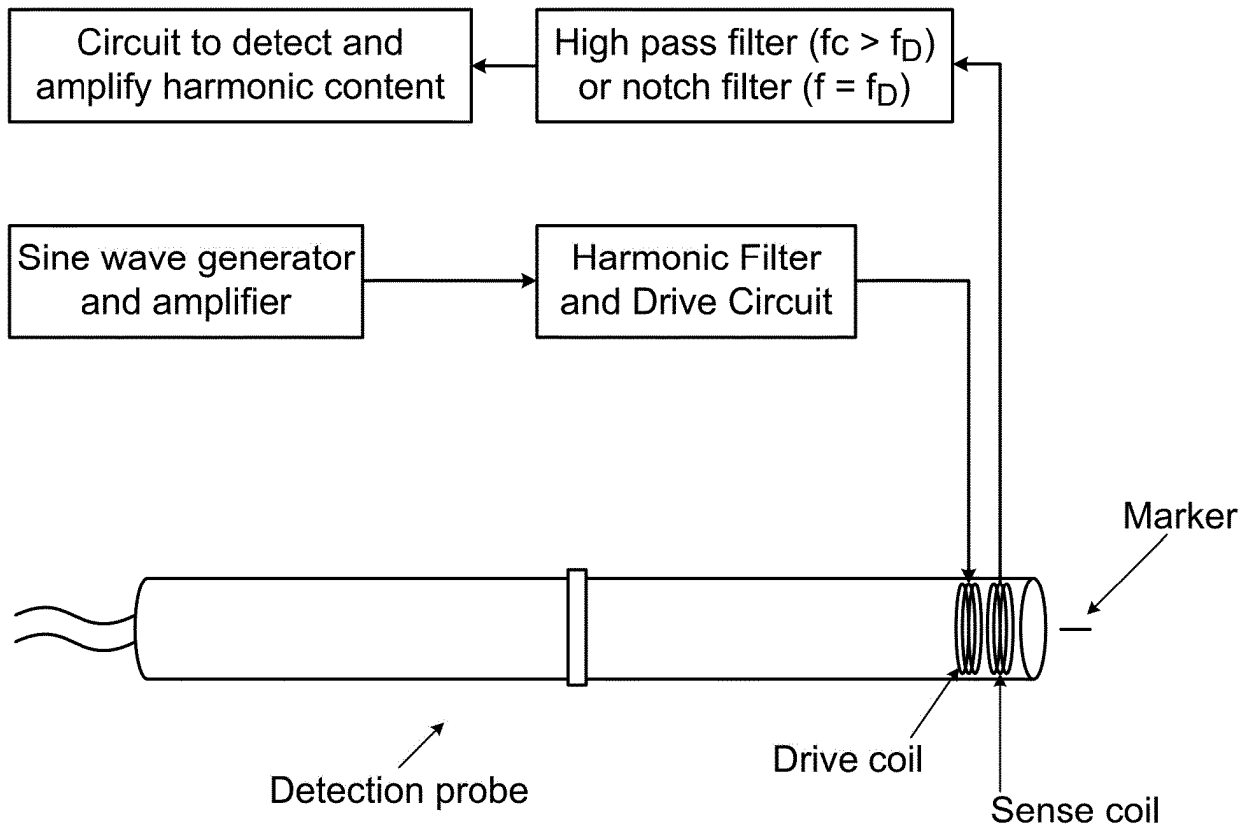 Circuit to detect and
amplify harmonic content
High pass filter (fc > fD)
or notch filter (f = fD)
Sine wave generator
and amplifier
Harmonic Filter
and Drive Circuit
Marker
Drive coil
Detection probe
Sense coil